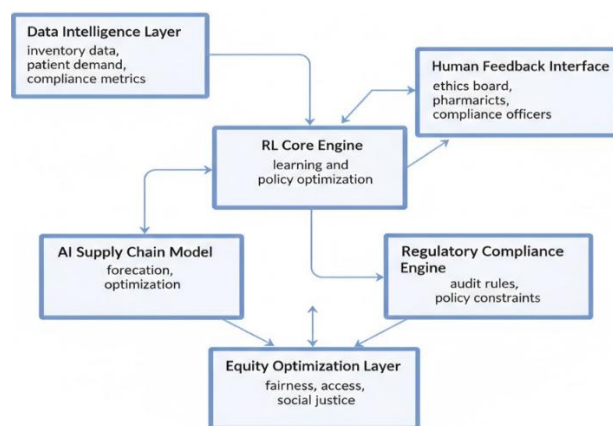 Data Intelligence Layer
inventory data,
patient demand,
compliance metrics
Human Feedback Interface
ethics board,
pharmaricts,
compliance officers
RL Core Engine
learning and
policy optimization
AI Supply Chain Model
forecation,
optimization
Regulatory Compliance
Engine
audit rules,
policy constraints
Equity Optimization Layer
fairness, access,
social justice